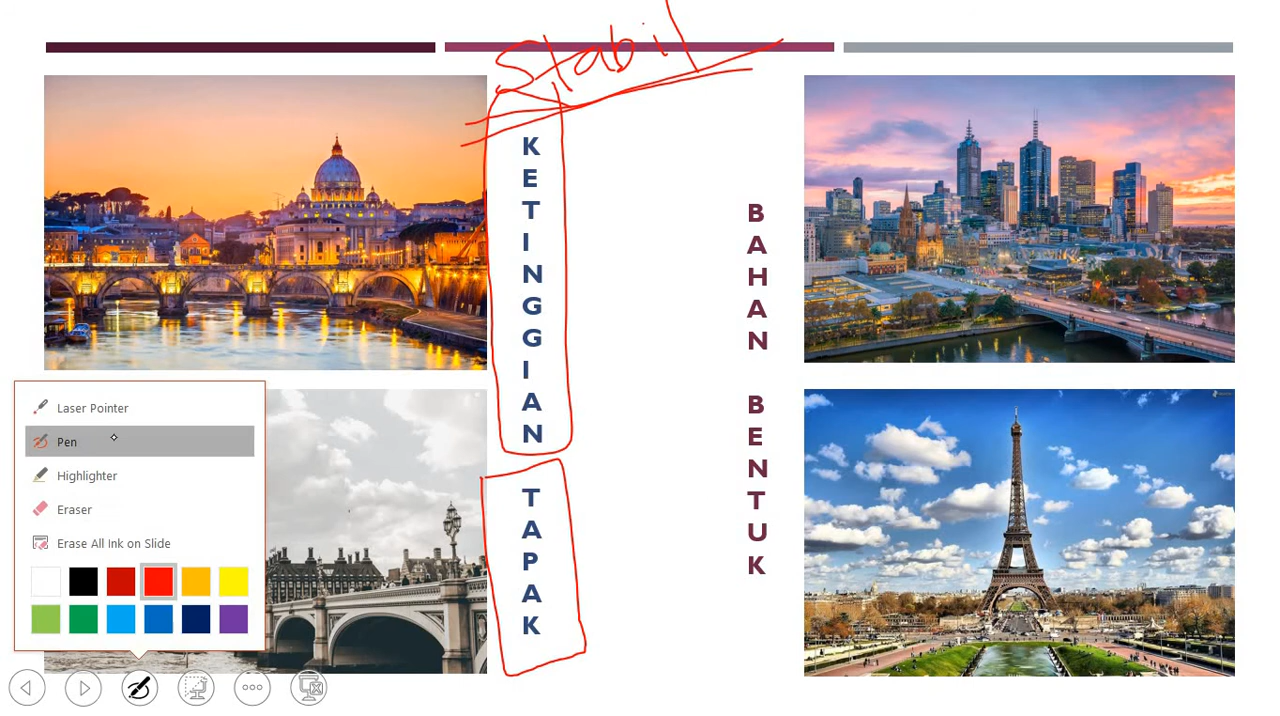 Stabil
KETINGGIAN
TAPAK
BAHAN
BENTUK
Laser Pointer
Pen
Highlighter
Eraser
Erase All Ink on Slide